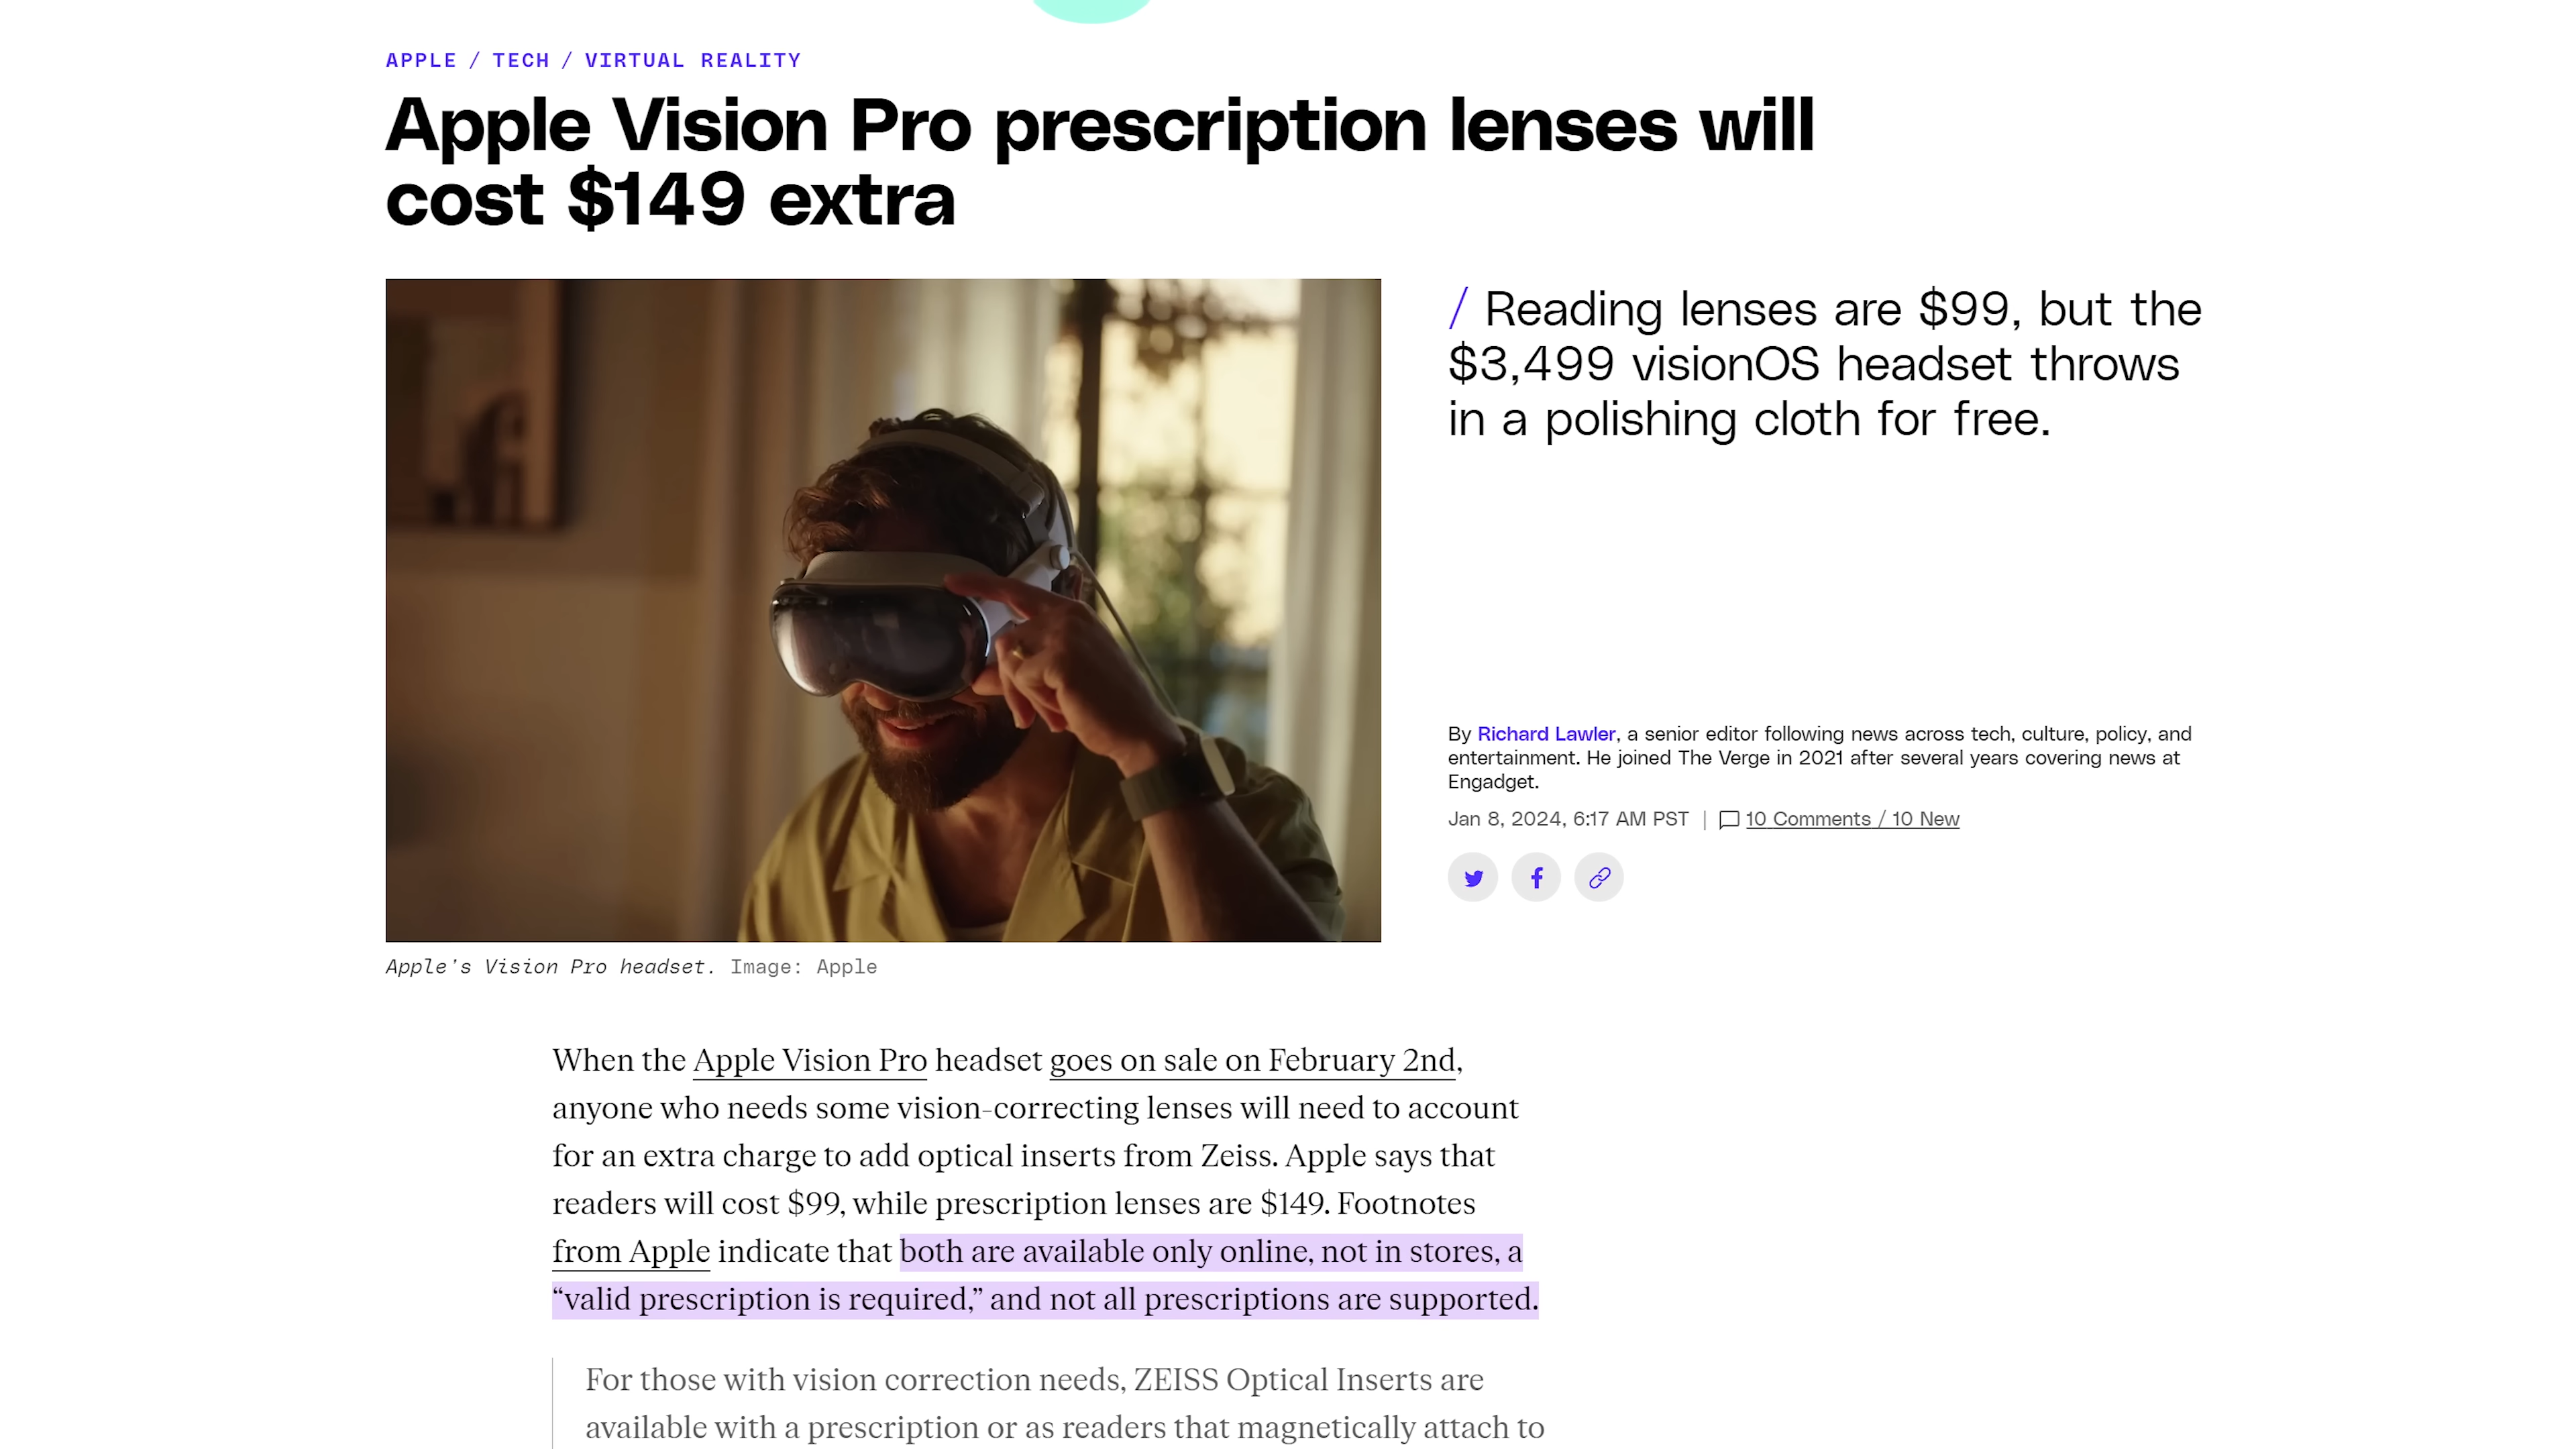 APPLE / TECH / VIRTUAL REALITY
Apple Vision Pro prescription lenses will
cost $149 extra
/ Reading lenses are $99, but the
$3,499 visionOS headset throws
in a polishing cloth for free.
By Richard Lawler, a senior editor following news across tech, culture, policy, and
entertainment. He joined The Verge in 2021 after several years covering news at
Engadget.
Jan 8, 2024, 6:17 AM PST | 10 Comments / 10 New
Apple’s Vision Pro headset. Image: Apple
When the Apple Vision Pro headset goes on sale on February 2nd,
anyone who needs some vision-correcting lenses will need to account
for an extra charge to add optical inserts from Zeiss. Apple says that
readers will cost $99, while prescription lenses are $149. Footnotes
from Apple indicate that both are available only online, not in stores, a
“valid prescription is required,” and not all prescriptions are supported.
For those with vision correction needs, ZEISS Optical Inserts are
available with a prescription or as readers that magnetically attach to